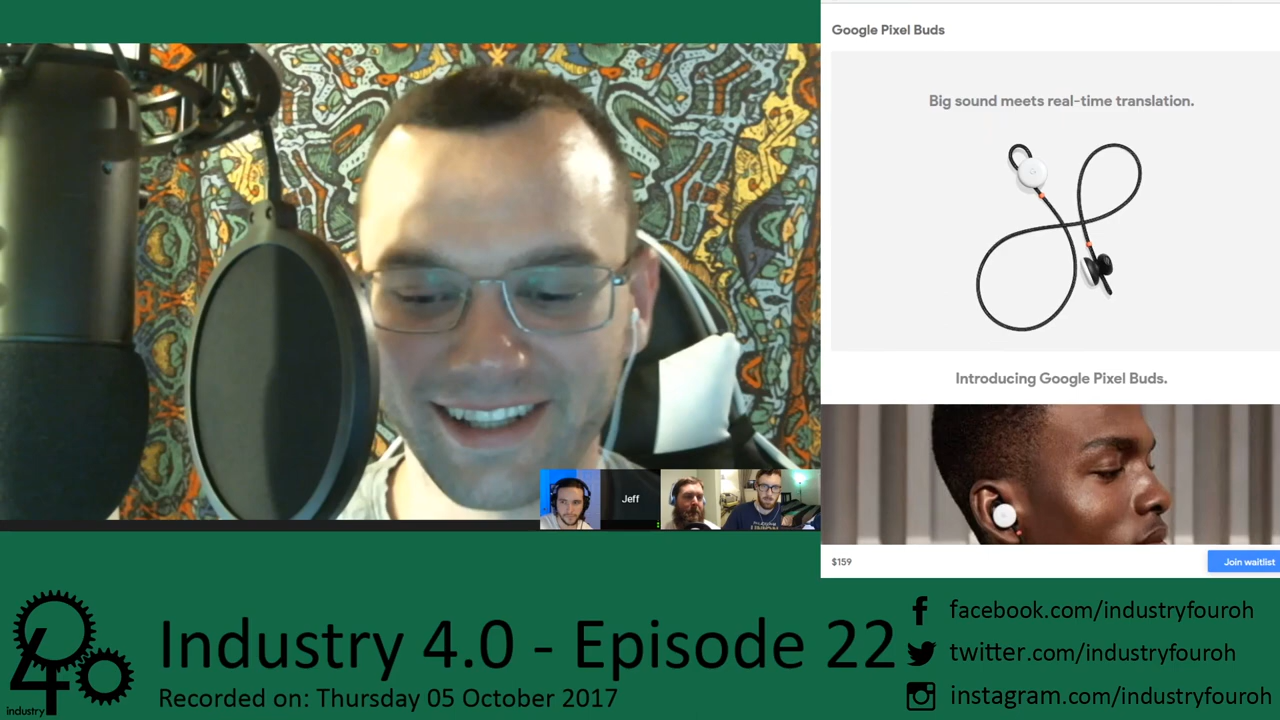 Google Pixel Buds
Big sound meets real-time translation.
Introducing Google Pixel Buds.
$159
Join waitlist
Jeff
Industry 4.0 - Episode 22
Recorded on: Thursday 05 October 2017
facebook.com/industryfouroh
twitter.com/industryfouroh
instagram.com/industryfouroh
4.0
industry